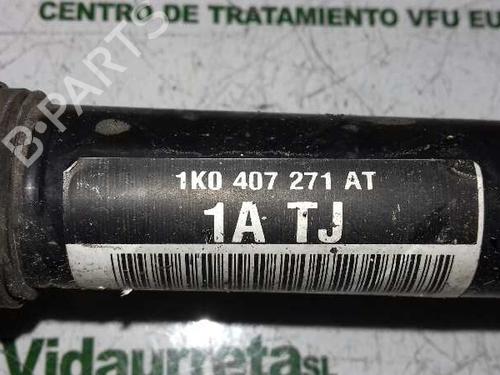 CENTRO DE TRATAMIENTO VFU EU
B-PARTS
1K0 407 271 AT
1A TJ
Vidaurreta SL